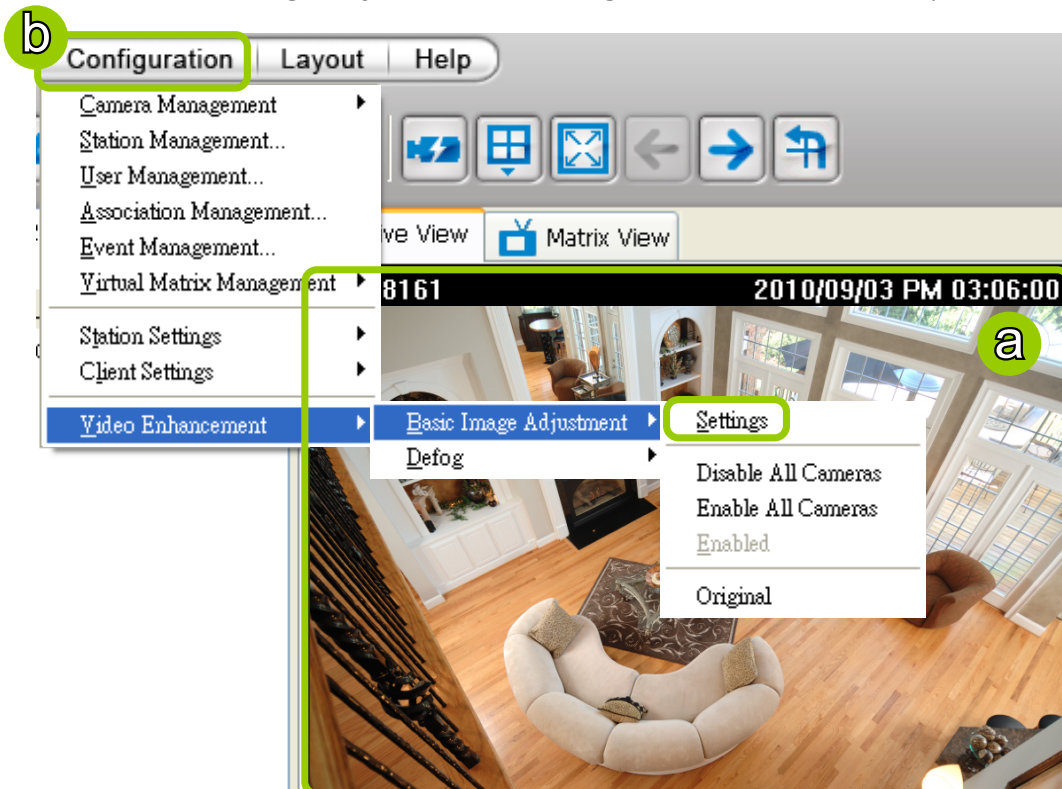 b
Configuration Layout Help
Camera Management
Station Management...
User Management...
Association Management...
Event Management...
Virtual Matrix Management
Station Settings
Client Settings
Video Enhancement
ve View
Matrix View
8161 2010/09/03 PM 03:06:00
a
Basic Image Adjustment
Defog
Settings
Disable All Cameras
Enable All Cameras
Enabled
Original